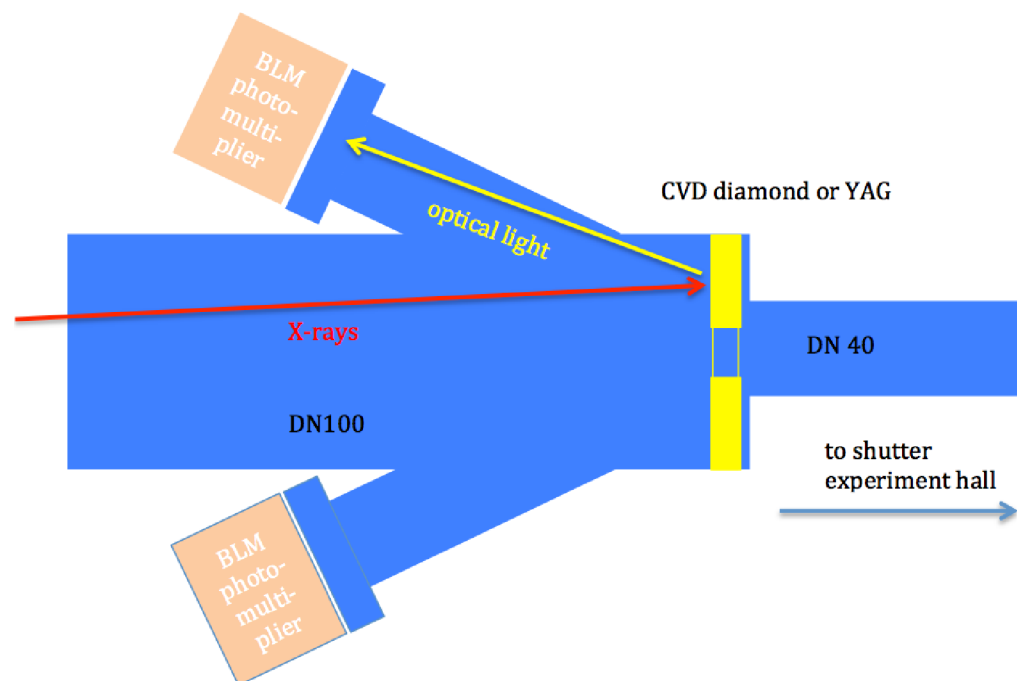 BLM
photo-
multi-
plier
CVD diamond or YAG
optical light
X-rays
DN 40
DN100
to shutter
experiment hall
BLM
photo-
multi-
plier